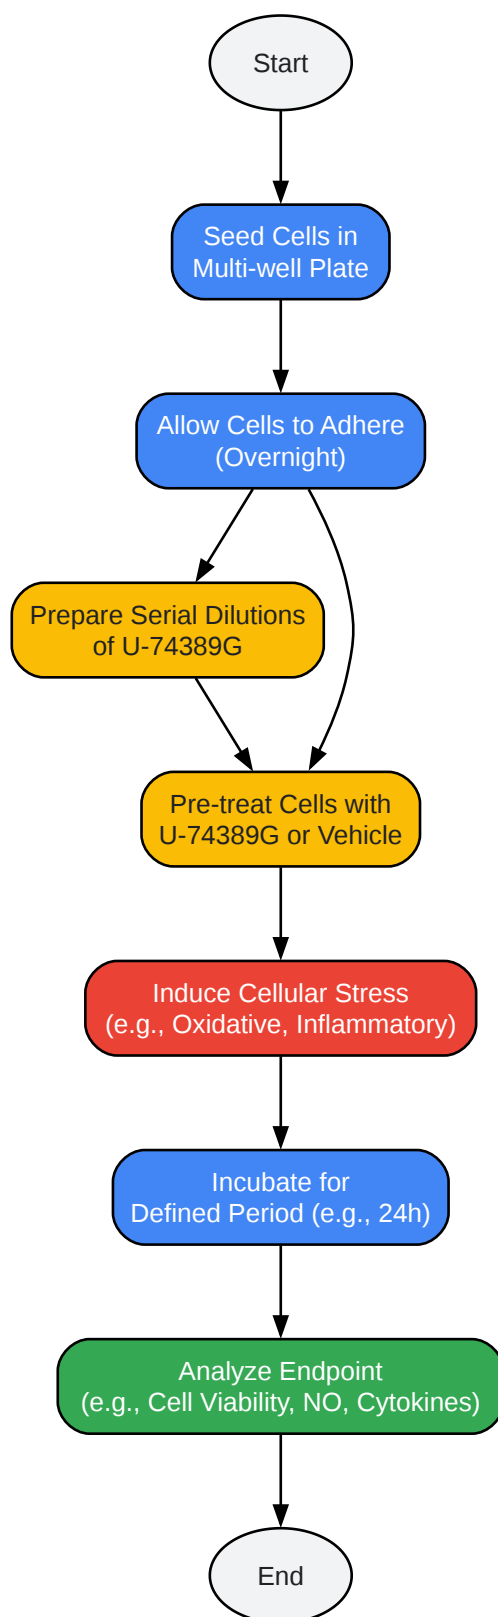 Start
Seed Cells in
Multi-well Plate
Allow Cells to Adhere
(Overnight)
Prepare Serial Dilutions
of U-74389G
Pre-treat Cells with
U-74389G or Vehicle
Induce Cellular Stress
(e.g., Oxidative, Inflammatory)
Incubate for
Defined Period (e.g., 24h)
Analyze Endpoint
(e.g., Cell Viability, NO, Cytokines)
End